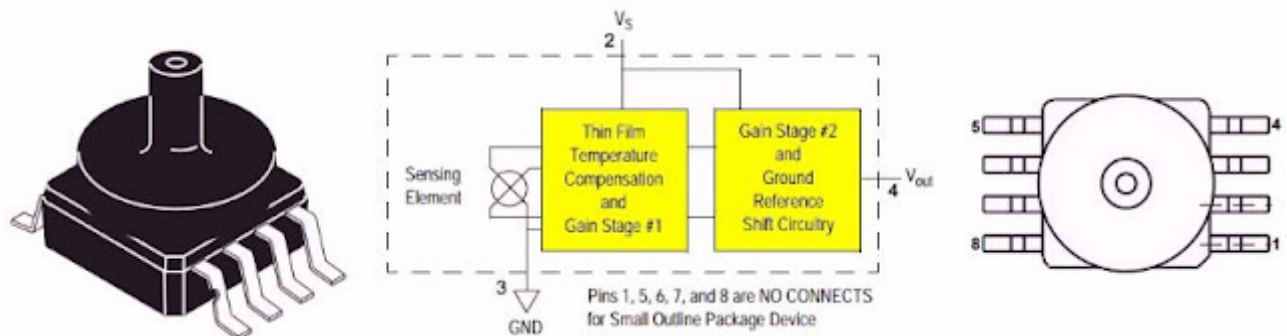 V_S
2
Thin Film
Temperature
Compensation
and
Gain Stage #1
Gain Stage #2
and
Ground
Reference
Shift Circuitry
Sensing
Element
V_out
4
3
GND
Pins 1, 5, 6, 7, and 8 are NO CONNECTS
for Small Outline Package Device
5
4
8
1